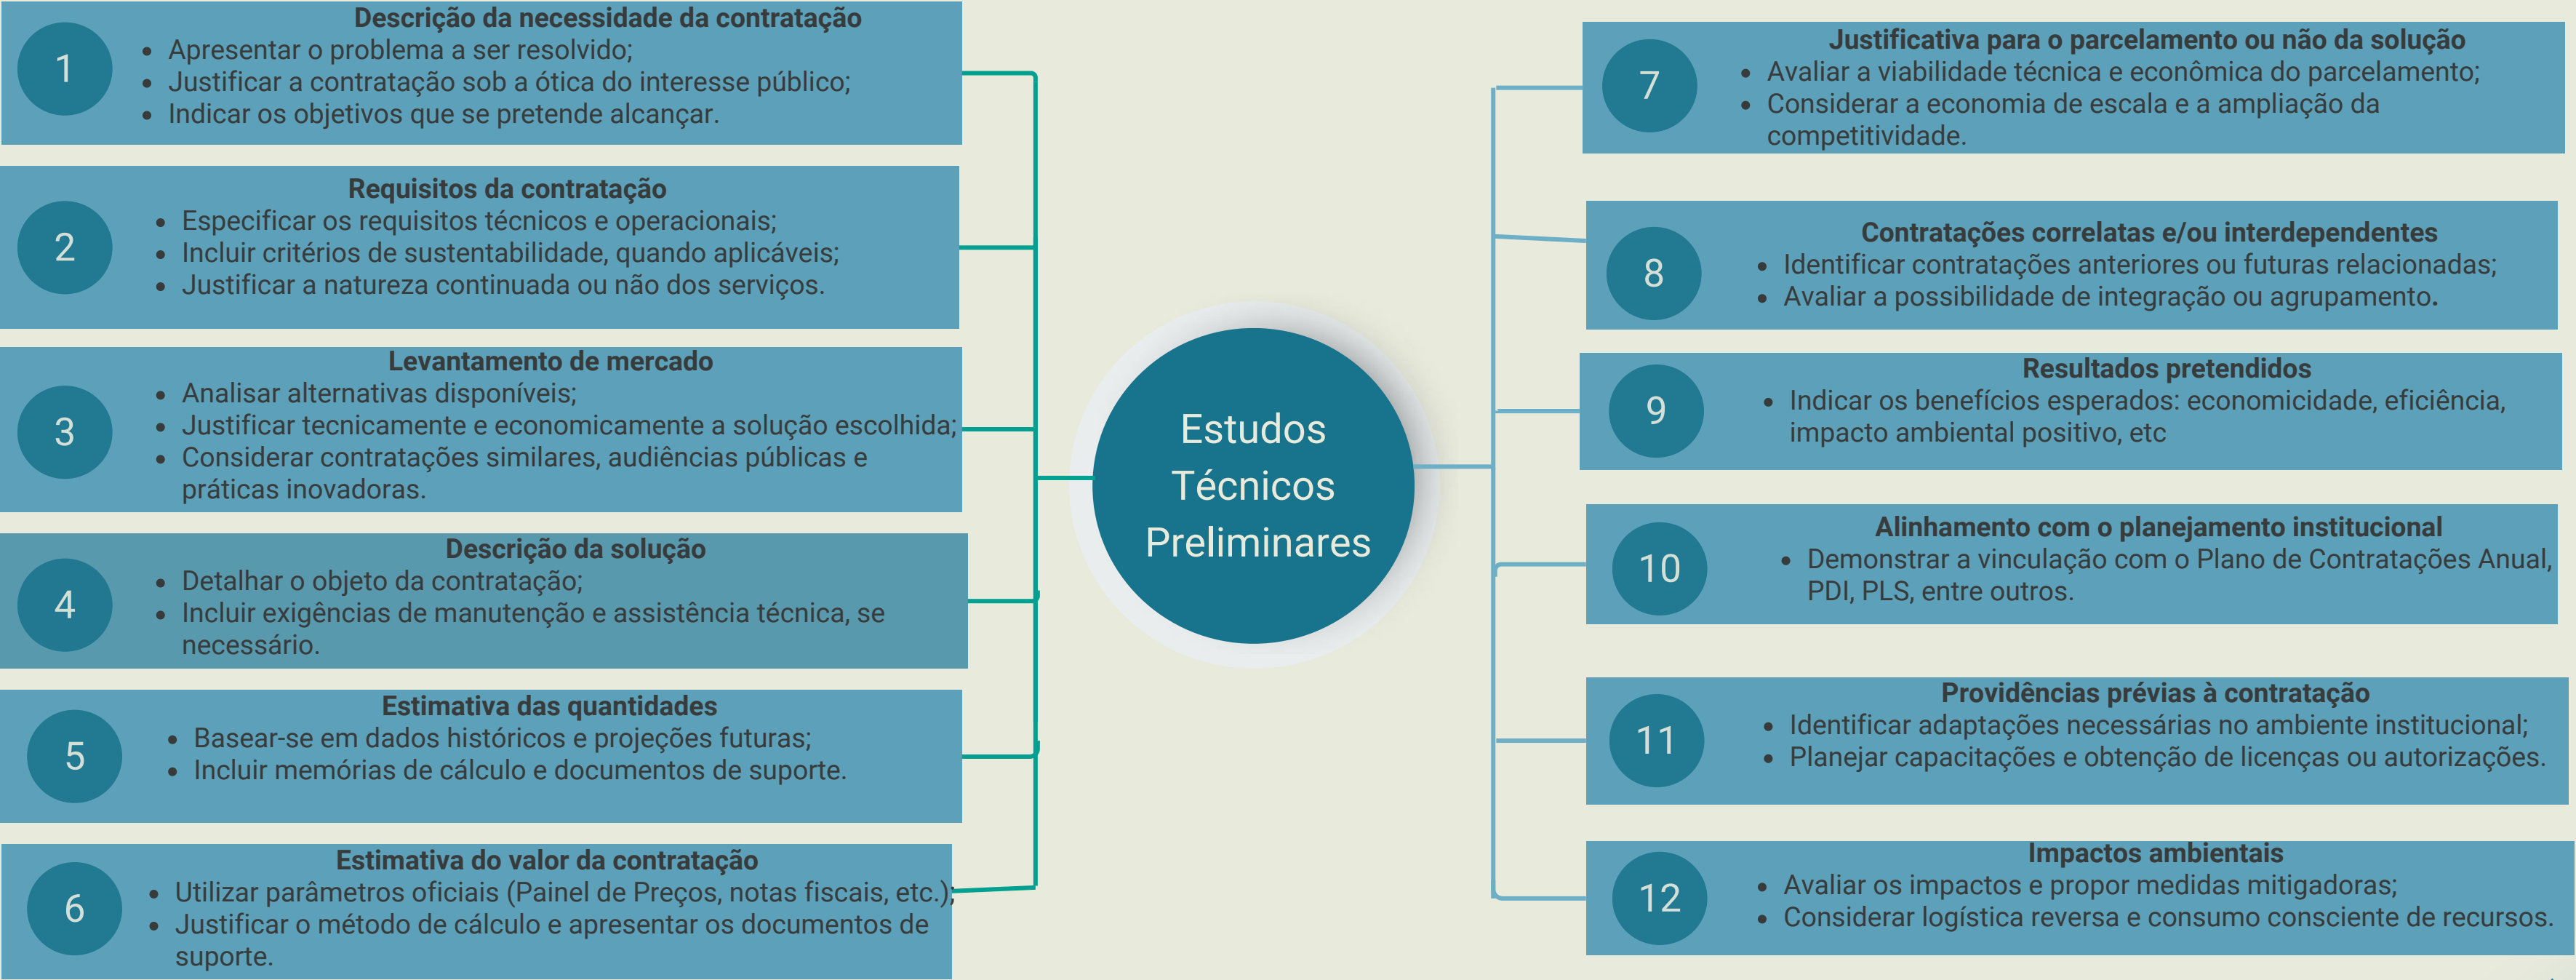 1
Descrição da necessidade da contratação
• Apresentar o problema a ser resolvido;
• Justificar a contratação sob a ótica do interesse público;
• Indicar os objetivos que se pretende alcançar.
2
Requisitos da contratação
• Especificar os requisitos técnicos e operacionais;
• Incluir critérios de sustentabilidade, quando aplicáveis;
• Justificar a natureza continuada ou não dos serviços.
3
Levantamento de mercado
• Analisar alternativas disponíveis;
• Justificar tecnicamente e economicamente a solução escolhida;
• Considerar contratações similares, audiências públicas e
práticas inovadoras.
4
Descrição da solução
• Detalhar o objeto da contratação;
• Incluir exigências de manutenção e assistência técnica, se
necessário.
5
Estimativa das quantidades
• Basear-se em dados históricos e projeções futuras;
• Incluir memórias de cálculo e documentos de suporte.
6
Estimativa do valor da contratação
• Utilizar parâmetros oficiais (Painel de Preços, notas fiscais, etc.);
• Justificar o método de cálculo e apresentar os documentos de
suporte.
Estudos
Técnicos
Preliminares
7
Justificativa para o parcelamento ou não da solução
• Avaliar a viabilidade técnica e econômica do parcelamento;
• Considerar a economia de escala e a ampliação da
competitividade.
8
Contratações correlatas e/ou interdependentes
• Identificar contratações anteriores ou futuras relacionadas;
• Avaliar a possibilidade de integração ou agrupamento.
9
Resultados pretendidos
• Indicar os benefícios esperados: economicidade, eficiência,
impacto ambiental positivo, etc
10
Alinhamento com o planejamento institucional
• Demonstrar a vinculação com o Plano de Contratações Anual,
PDI, PLS, entre outros.
11
Providências prévias à contratação
• Identificar adaptações necessárias no ambiente institucional;
• Planejar capacitações e obtenção de licenças ou autorizações.
12
Impactos ambientais
• Avaliar os impactos e propor medidas mitigadoras;
• Considerar logística reversa e consumo consciente de recursos.